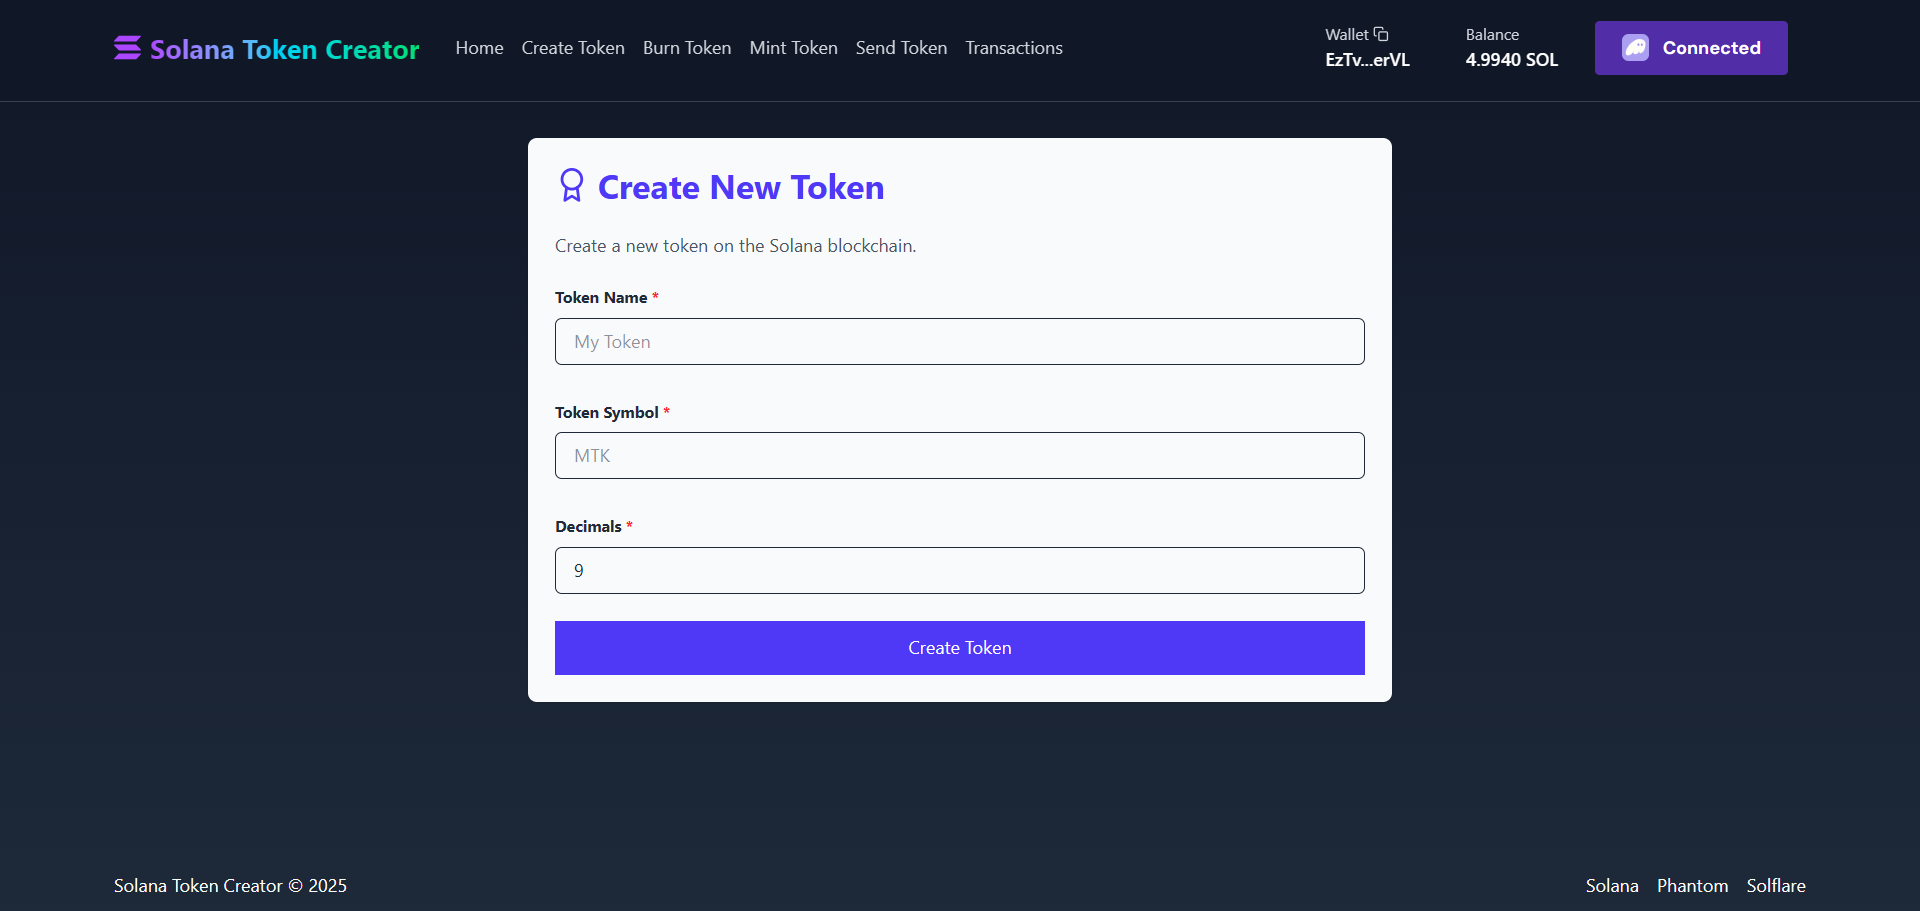 Solana Token Creator
Home Create Token Burn Token Mint Token Send Token Transactions
Wallet
EzTv...erVL
Balance
4.9940 SOL
Connected
Create New Token
Create a new token on the Solana blockchain.
Token Name *
My Token
Token Symbol *
MTK
Decimals *
9
Create Token
Solana Token Creator © 2025
Solana Phantom Solflare